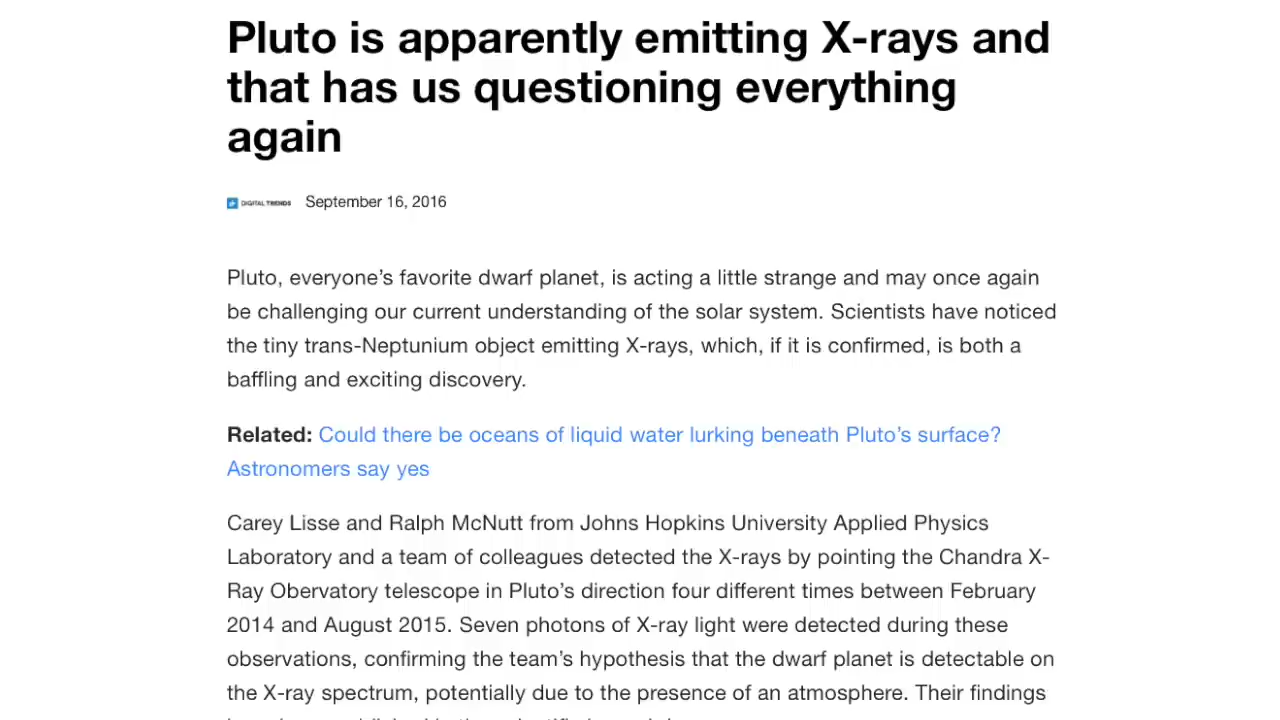 Pluto is apparently emitting X-rays and
that has us questioning everything
again
DIGITAL TRENDS September 16, 2016
Pluto, everyone’s favorite dwarf planet, is acting a little strange and may once again
be challenging our current understanding of the solar system. Scientists have noticed
the tiny trans-Neptunium object emitting X-rays, which, if it is confirmed, is both a
baffling and exciting discovery.
Related: Could there be oceans of liquid water lurking beneath Pluto’s surface?
Astronomers say yes
Carey Lisse and Ralph McNutt from Johns Hopkins University Applied Physics
Laboratory and a team of colleagues detected the X-rays by pointing the Chandra X-
Ray Obervatory telescope in Pluto’s direction four different times between February
2014 and August 2015. Seven photons of X-ray light were detected during these
observations, confirming the team’s hypothesis that the dwarf planet is detectable on
the X-ray spectrum, potentially due to the presence of an atmosphere. Their findings